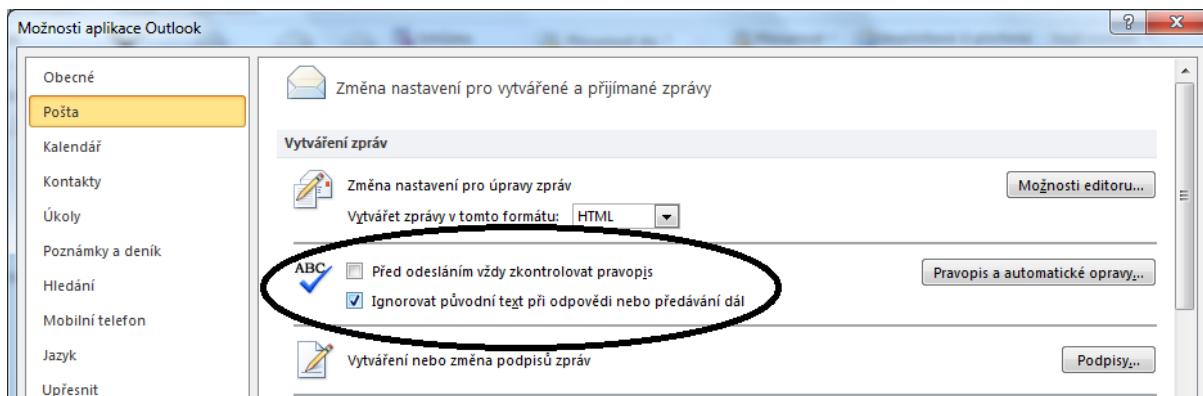 Možnosti aplikace Outlook
Obecné
Pošta
Kalendář
Kontakty
Úkoly
Poznámky a deník
Hledání
Mobilní telefon
Jazyk
Upřesnit
Změna nastavení pro vytvářené a přijímané zprávy
Vytváření zpráv
Změna nastavení pro úpravy zpráv
Možnosti editoru...
Vytvářet zprávy v tomto formátu: HTML
ABC
Před odesláním vždy zkontrolovat pravopis
Pravopis a automatické opravy...
Ignorovat původní text při odpovědi nebo předávání dál
Vytváření nebo změna podpisů zpráv
Podpisy...